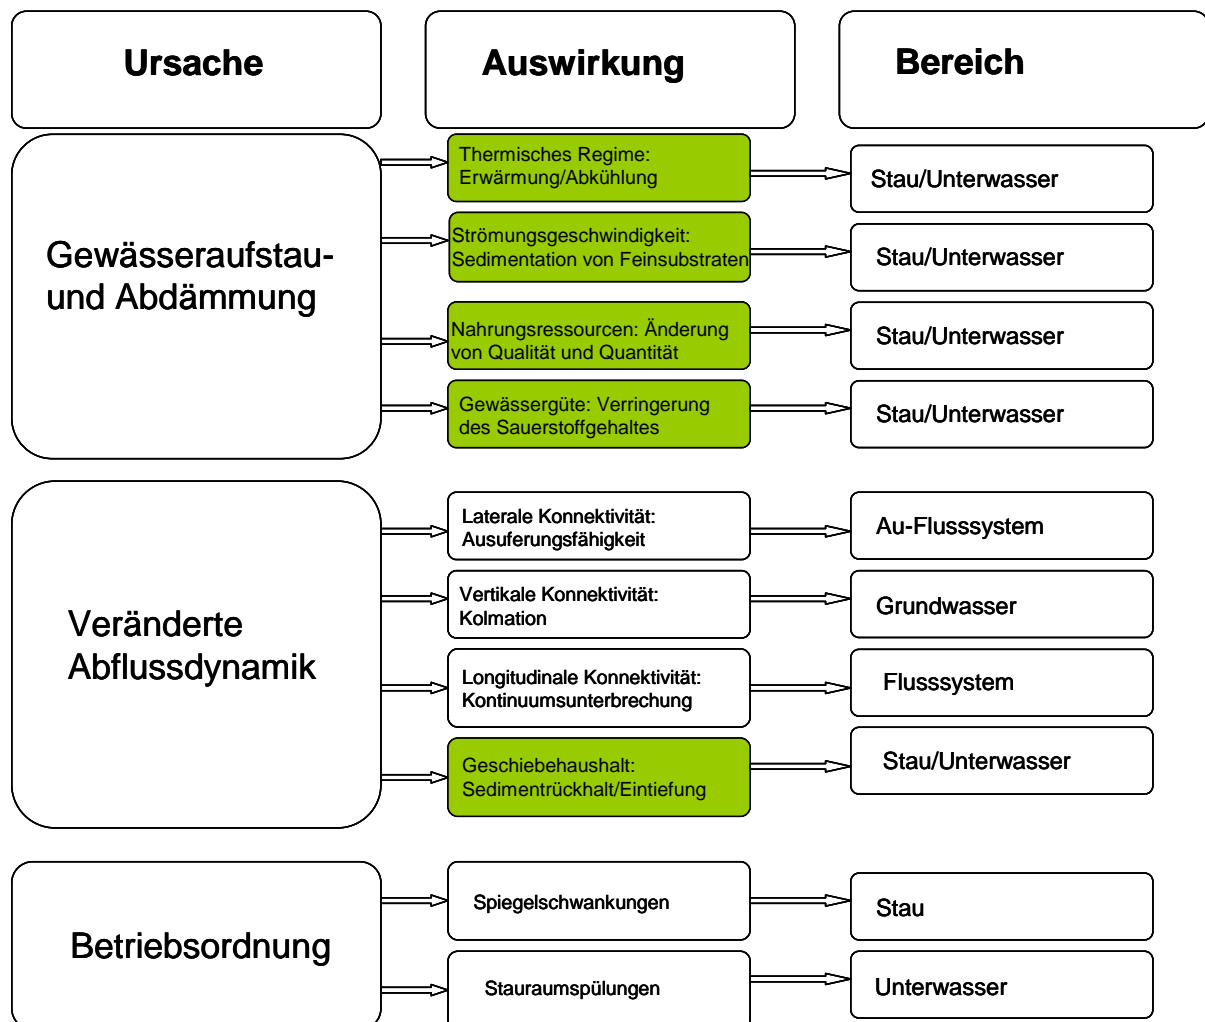 Ursache
Auswirkung
Bereich
Gewässeraufstau-
und Abdämmung
Thermisches Regime:
Erwärmung/Abkühlung
Stau/Unterwasser
Strömungsgeschwindigkeit:
Sedimentation von Feinsubstraten
Stau/Unterwasser
Nahrungsressourcen: Änderung
von Qualität und Quantität
Stau/Unterwasser
Gewässergüte: Verringerung
des Sauerstoffgehaltes
Stau/Unterwasser
Veränderte
Abflussdynamik
Laterale Konnektivität:
Ausuferungsfähigkeit
Au-Flusssystem
Vertikale Konnektivität:
Kolmation
Grundwasser
Longitudinale Konnektivität:
Kontinuumsunterbrechung
Flusssystem
Geschiebehaushalt:
Sedimentrückhalt/Eintiefung
Stau/Unterwasser
Betriebsordnung
Spiegelschwankungen
Stau
Stauraumspülungen
Unterwasser